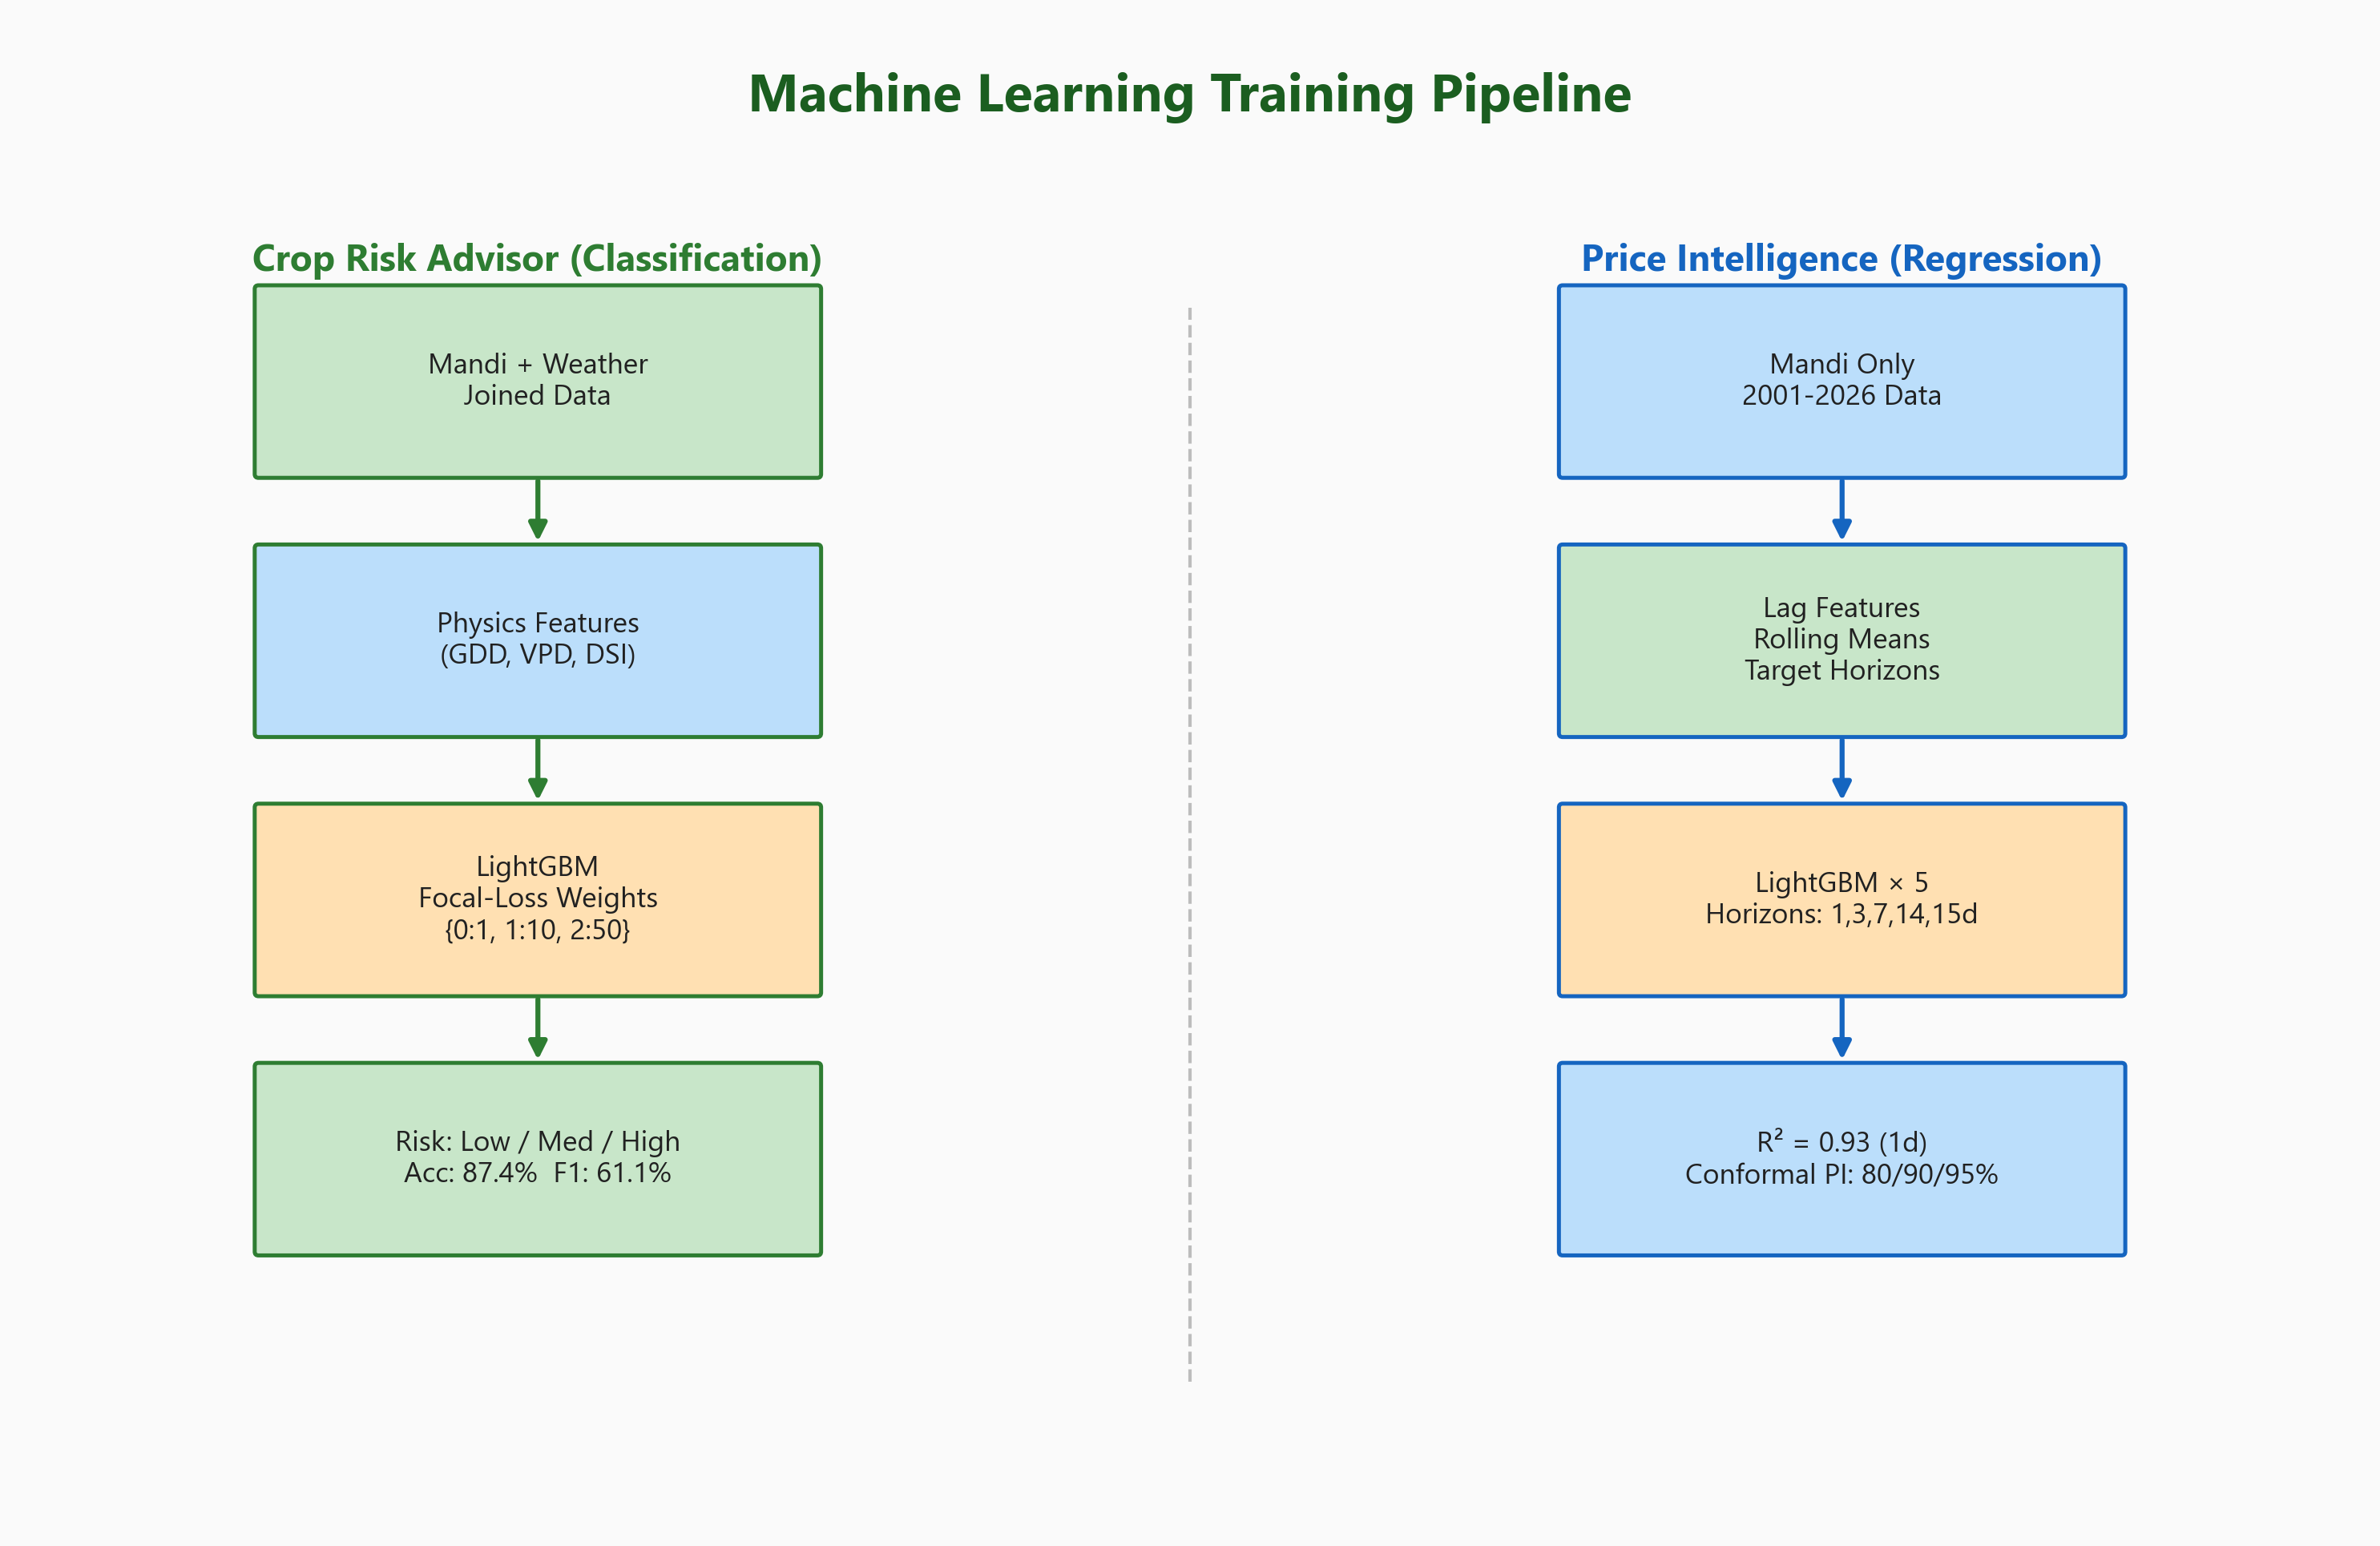 Machine Learning Training Pipeline
Crop Risk Advisor (Classification)
Mandi + Weather
Joined Data
Physics Features
(GDD, VPD, DSI)
LightGBM
Focal-Loss Weights
{0:1, 1:10, 2:50}
Risk: Low / Med / High
Acc: 87.4%  F1: 61.1%
Price Intelligence (Regression)
Mandi Only
2001-2026 Data
Lag Features
Rolling Means
Target Horizons
LightGBM × 5
Horizons: 1,3,7,14,15d
R² = 0.93 (1d)
Conformal PI: 80/90/95%